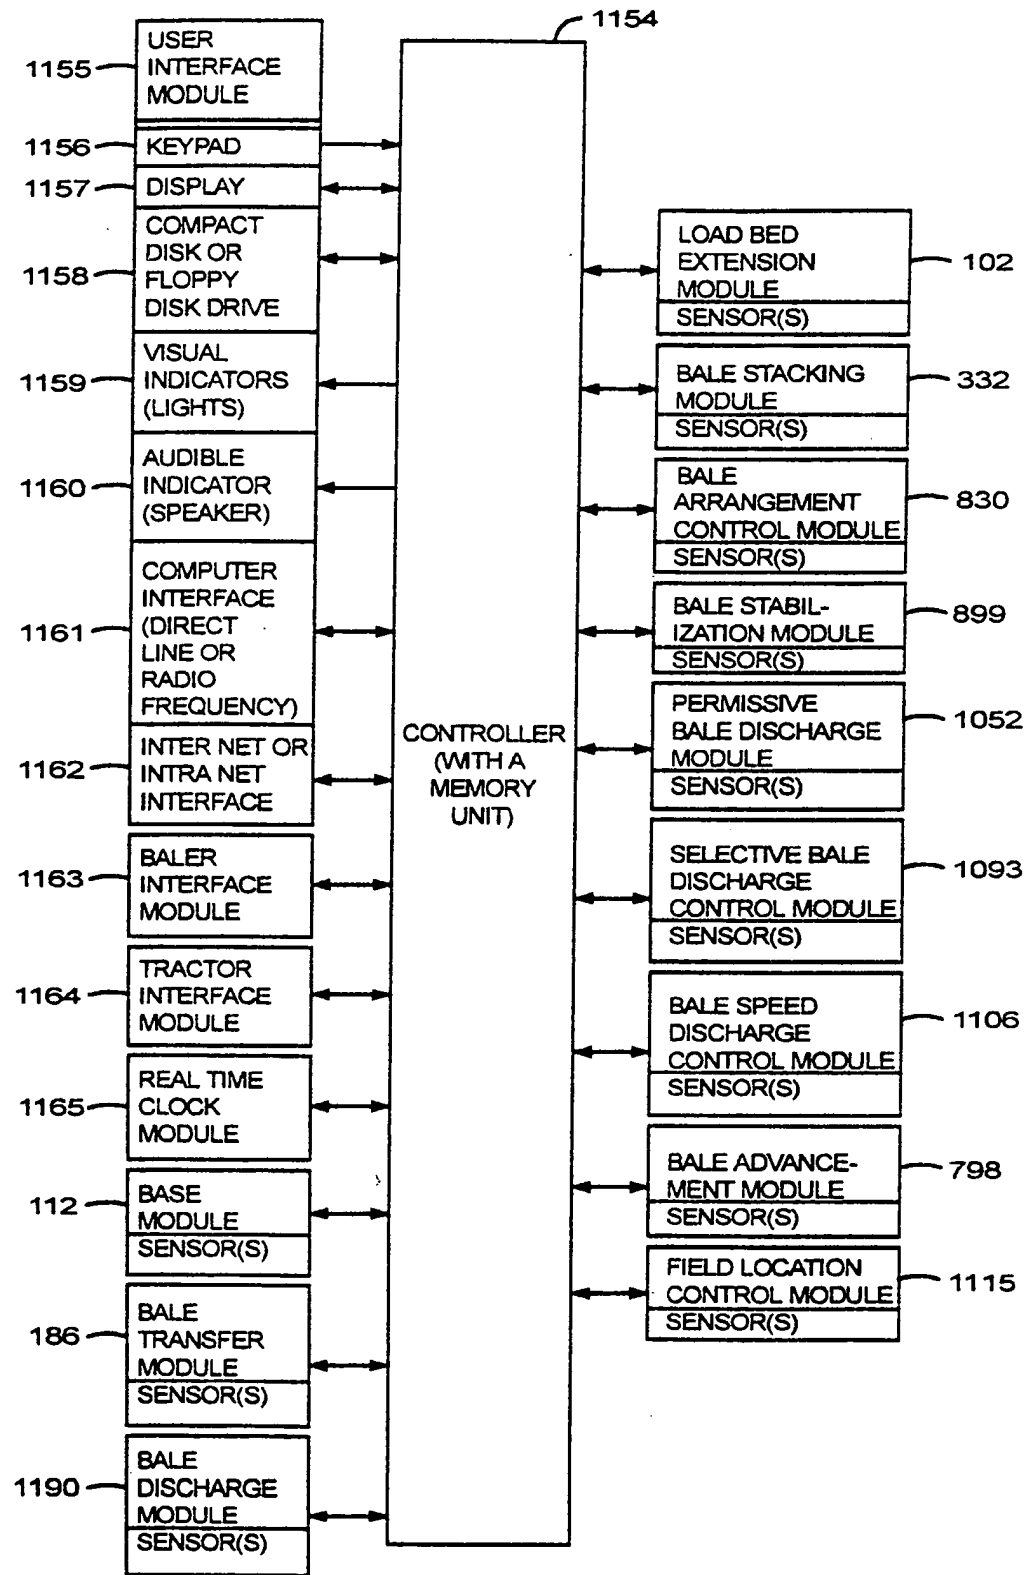 1154
1155
USER
INTERFACE
MODULE
1156
KEYPAD
1157
DISPLAY
1158
COMPACT
DISK OR
FLOPPY
DISK DRIVE
1159
VISUAL
INDICATORS
(LIGHTS)
1160
AUDIBLE
INDICATOR
(SPEAKER)
1161
COMPUTER
INTERFACE
(DIRECT
LINE OR
RADIO
FREQUENCY)
1162
INTER NET OR
INTRA NET
INTERFACE
1163
BALER
INTERFACE
MODULE
1164
TRACTOR
INTERFACE
MODULE
1165
REAL TIME
CLOCK
MODULE
112
BASE
MODULE
SENSOR(S)
186
BALE
TRANSFER
MODULE
SENSOR(S)
1190
BALE
DISCHARGE
MODULE
SENSOR(S)
CONTROLLER
(WITH A
MEMORY
UNIT)
LOAD BED
EXTENSION
MODULE
SENSOR(S)
102
BALE STACKING
MODULE
SENSOR(S)
332
BALE
ARRANGEMENT
CONTROL MODULE
SENSOR(S)
830
BALE STABIL-
IZATION MODULE
SENSOR(S)
899
PERMISSIVE
BALE DISCHARGE
MODULE
SENSOR(S)
1052
SELECTIVE BALE
DISCHARGE
CONTROL MODULE
SENSOR(S)
1093
BALE SPEED
DISCHARGE
CONTROL MODULE
SENSOR(S)
1106
BALE ADVANCE-
MENT MODULE
SENSOR(S)
798
FIELD LOCATION
CONTROL MODULE
SENSOR(S)
1115